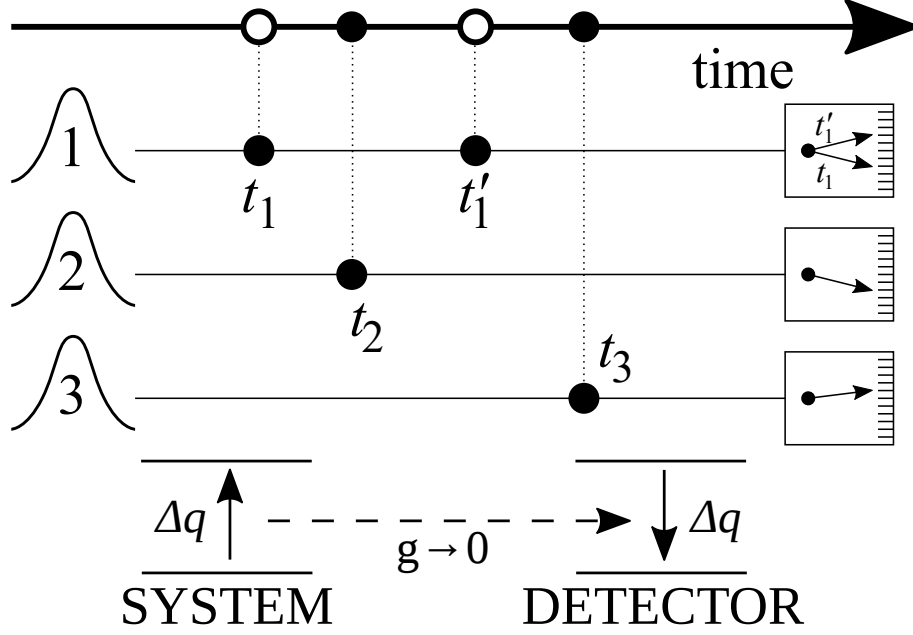 time
1
t₁
t′₁
t′₁
t₁
2
t₂
3
t₃
Δq
g→0
Δq
SYSTEM
DETECTOR